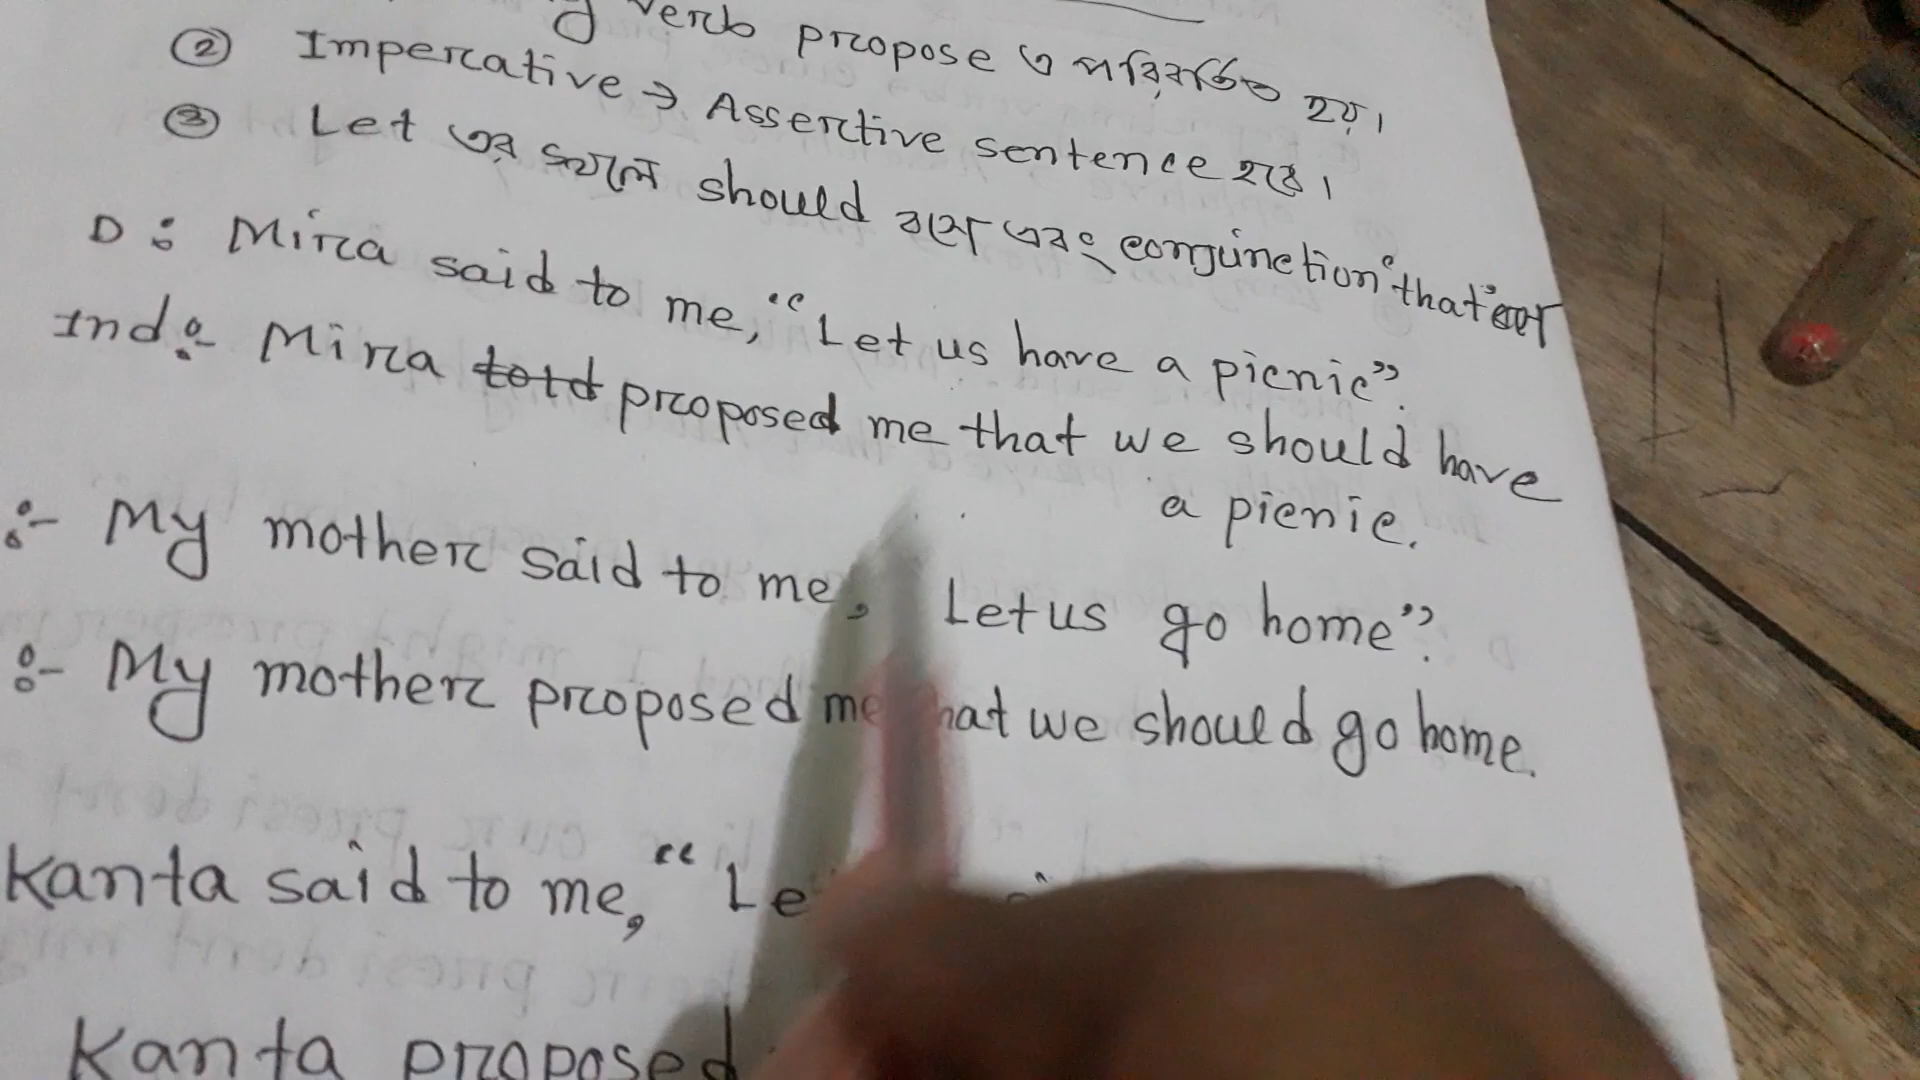 verb propose এ পরিবর্তিত হয়।
② Imperative → Assertive sentence হবে।
③ Let এর স্থলে should বসে এবং conjunction "that"
D : Mira said to me, "Let us have a picnic".
Ind :- Mira told proposed me that we should have
a picnic.
:- My mother said to me, Let us go home".
:- My mother proposed me that we should go home.
Kanta said to me, "Le
Kanta proposed